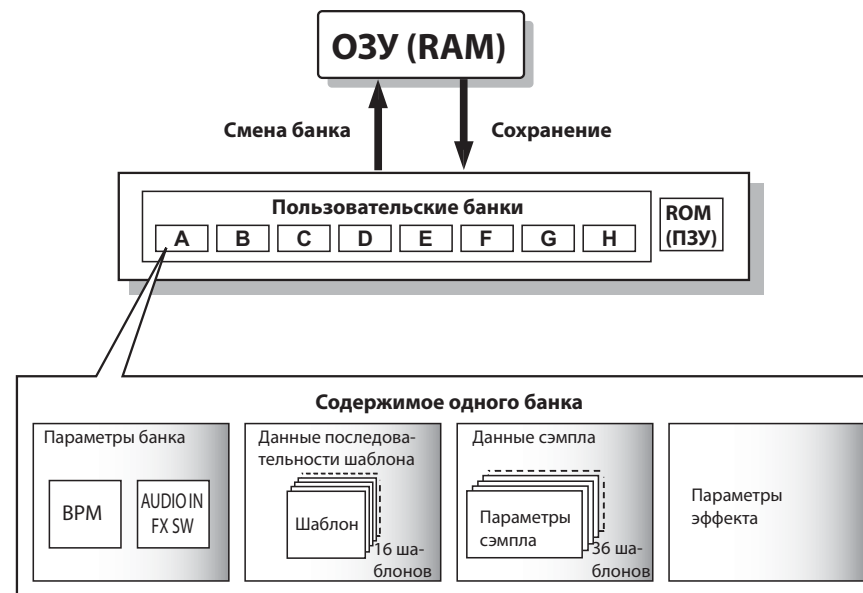 ОЗУ (RAM)
Смена банка
Сохранение
Пользовательские банки
A B C D E F G H
ROM
(ПЗУ)
Содержимое одного банка
Параметры банка
BPM
AUDIO IN
FX SW
Данные последова-
тельности шаблона
Шаблон
16 ша-
блонов
Данные сэмпла
Параметры
сэмпла
36 ша-
блонов
Параметры
эффекта